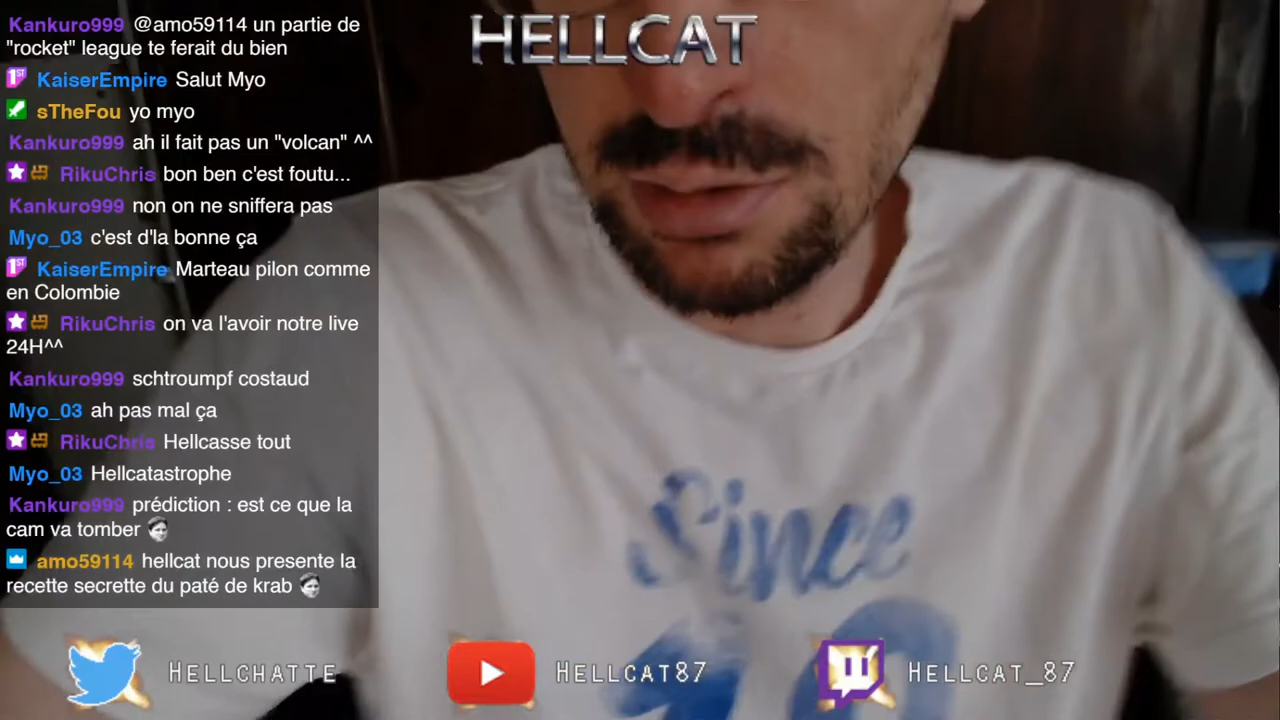 Kankuro999 @amo59114 un partie de
"rocket" league te ferait du bien
KaiserEmpire Salut Myo
sTheFou yo myo
Kankuro999 ah il fait pas un "volcan" ^^
RikuChris bon ben c'est foutu...
Kankuro999 non on ne sniffera pas
Myo_03 c'est d'la bonne ça
KaiserEmpire Marteau pilon comme
en Colombie
RikuChris on va l'avoir notre live
24H^^
Kankuro999 schtroumpf costaud
Myo_03 ah pas mal ça
RikuChris Hellcasse tout
Myo_03 Hellcatastrophe
Kankuro999 prédiction : est ce que la
cam va tomber
amo59114 hellcat nous presente la
recette secrette du paté de krab
HELLCAT
Since
HELLCHATTE
HELLCAT87
HELLCAT_87